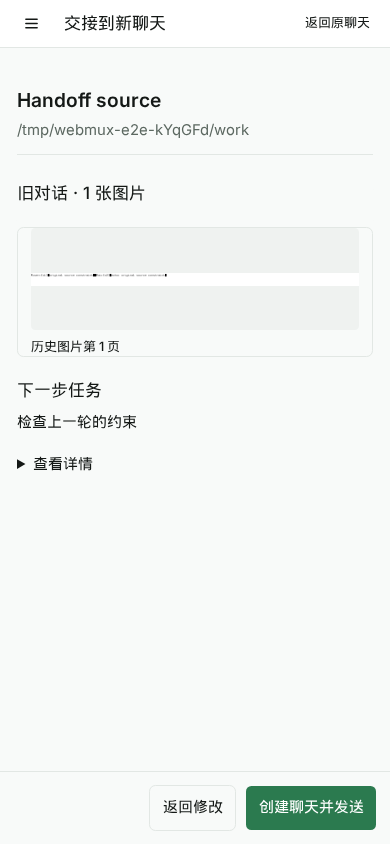 交接到新聊天
返回原聊天
Handoff source
/tmp/webmux-e2e-kYqGFd/work
旧对话 · 1 张图片
历史图片第 1 页
下一步任务
检查上一轮的约束
查看详情
返回修改
创建聊天并发送